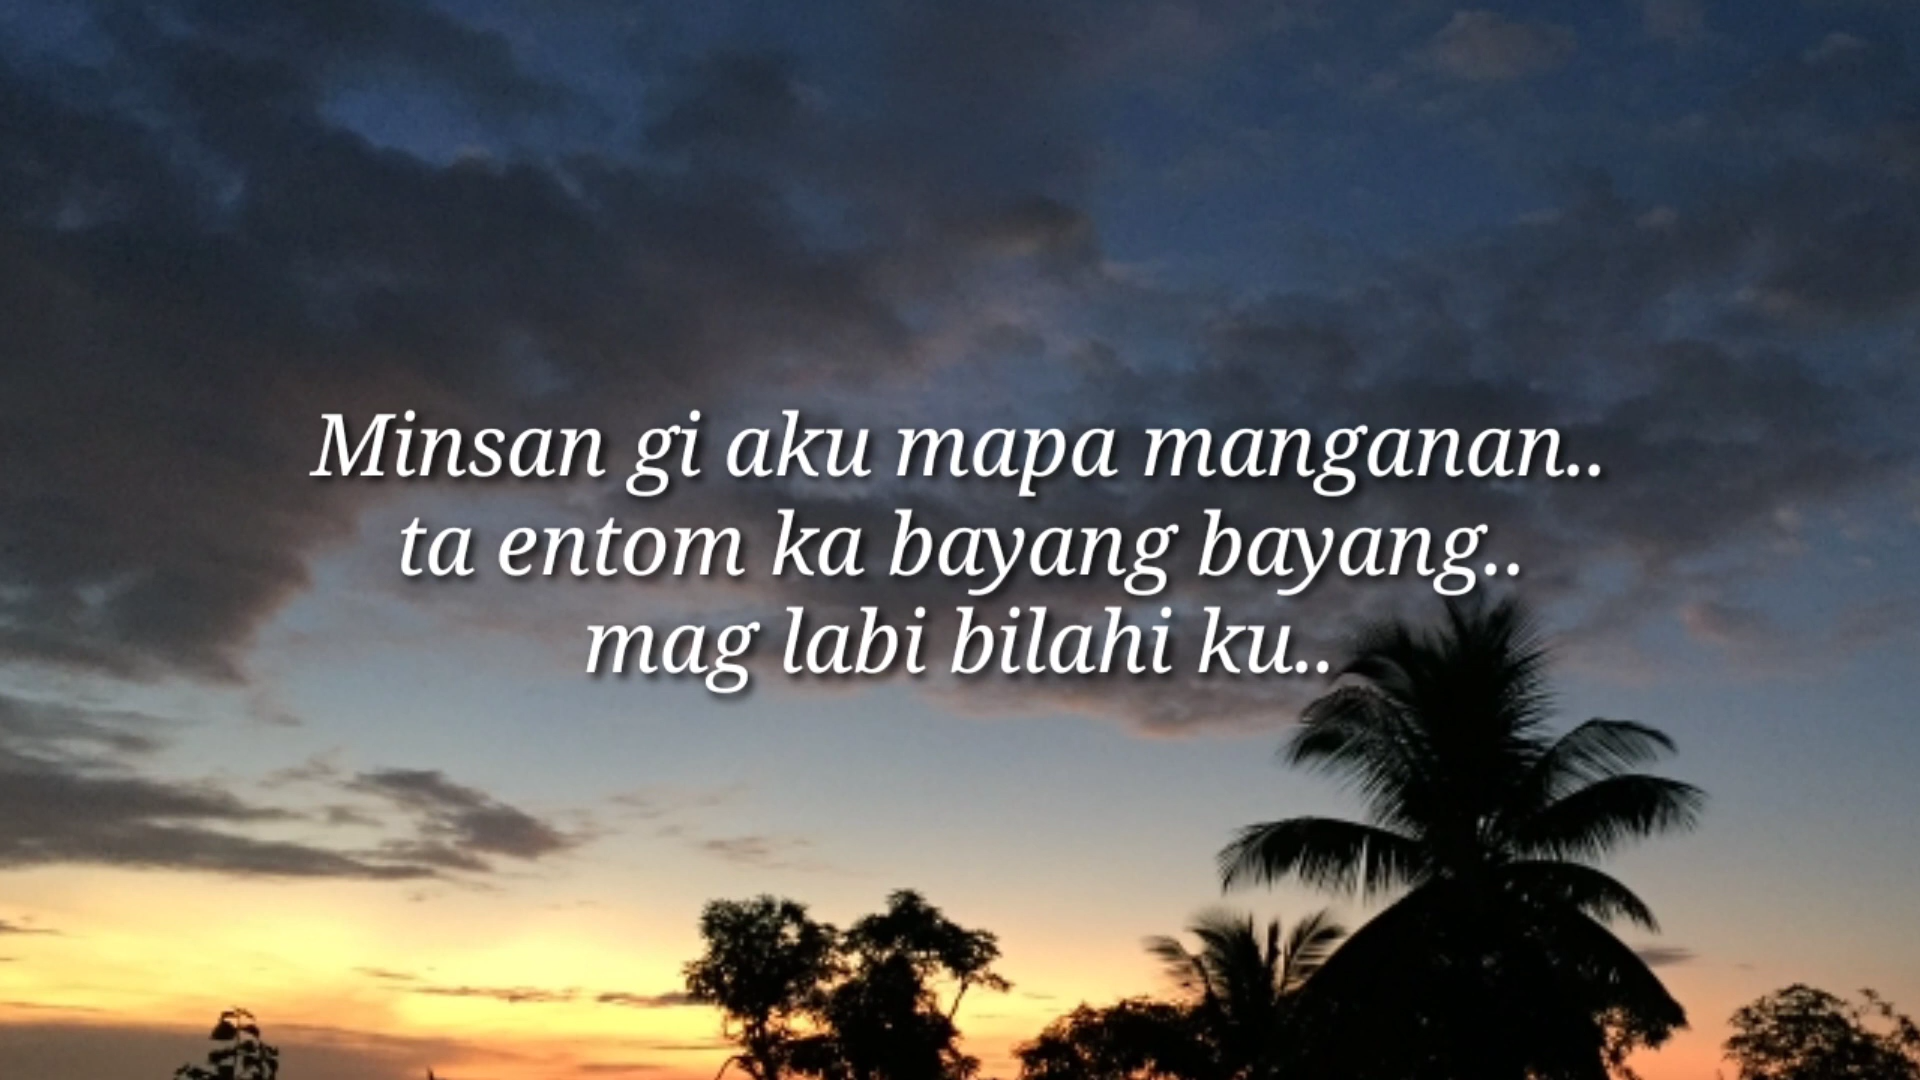 Minsan gi aku mapa manganan..
ta entom ka bayang bayang..
mag labi bilahi ku..